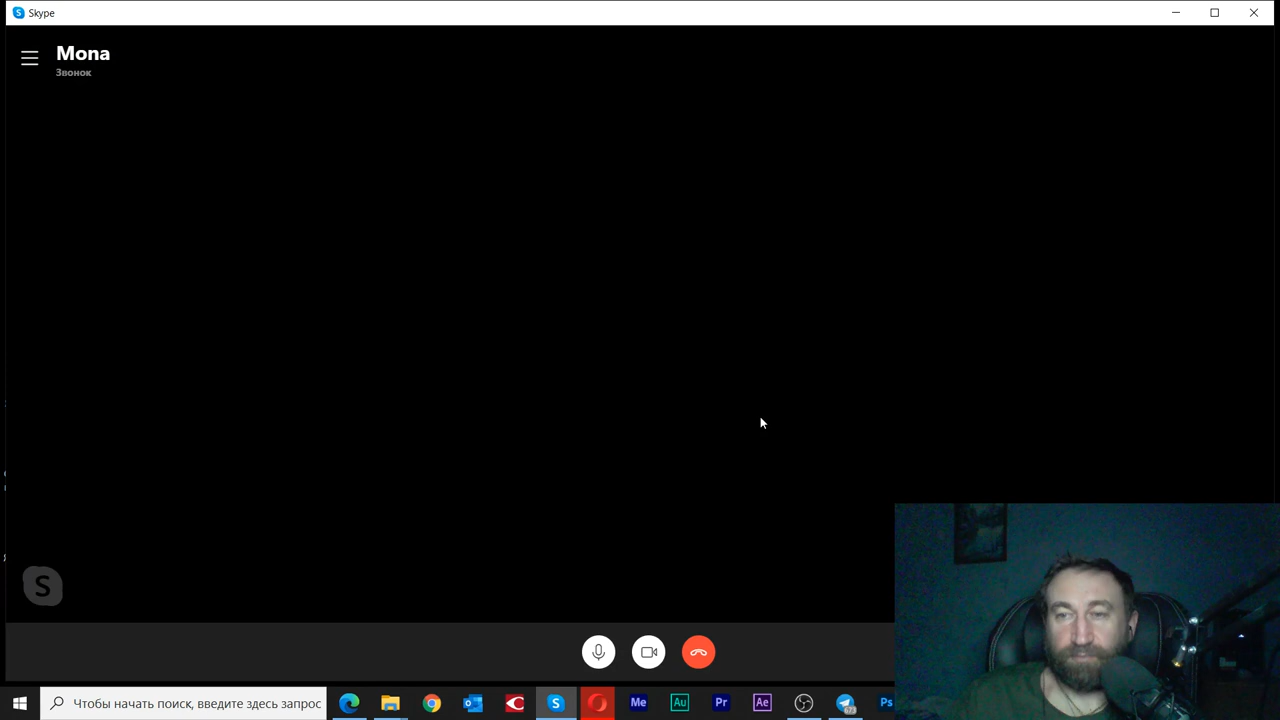 Skype
Mona
Звонок
S
Чтобы начать поиск, введите здесь запрос
S
Me
Au
Pr
Ae
Ps